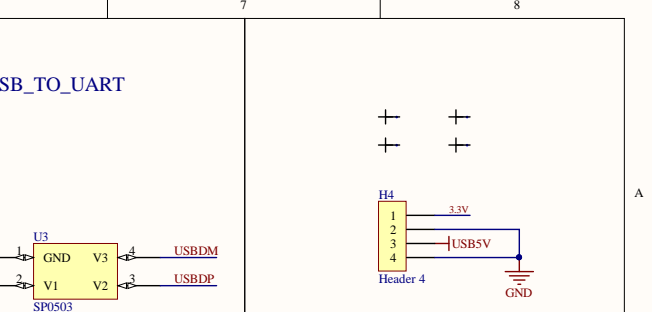 7 8
SB_TO_UART
A
H4
1 3.3V
2
3 USB5V
4
Header 4
GND
U3
1 GND V3 4 USBDM
2 V1 V2 3 USBDP
SP0503